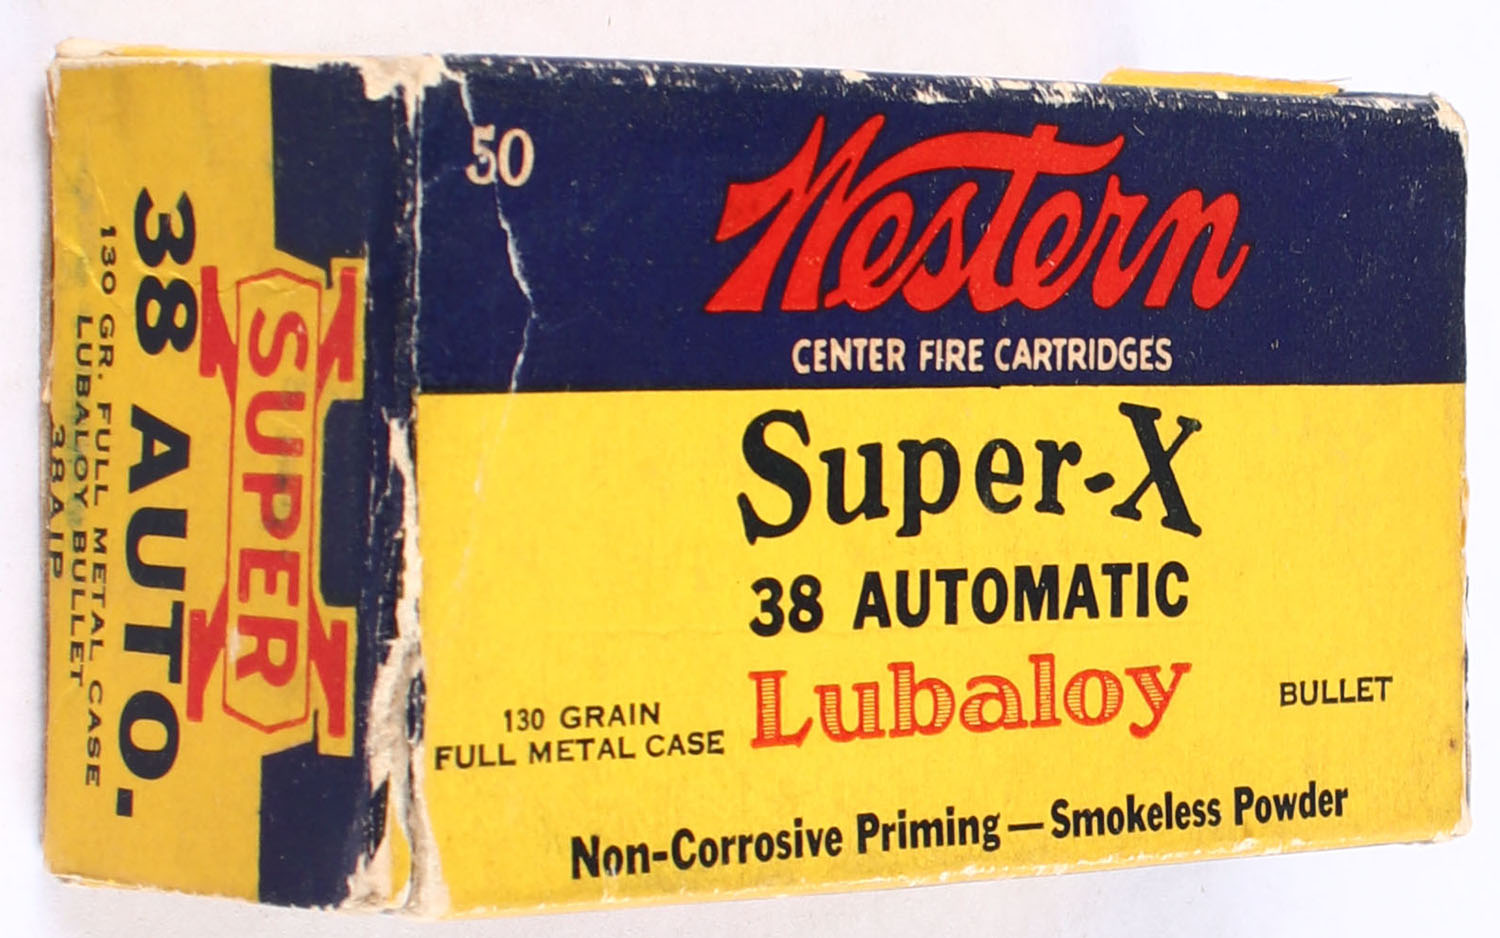 50
Western
CENTER FIRE CARTRIDGES
Super-X
38 AUTOMATIC
130 GRAIN
FULL METAL CASE
Lubaloy
BULLET
Non-Corrosive Priming—Smokeless Powder
SUPER
X
38 AUTO.
130 GR. FULL METAL CASE
LUBALOY BULLET
38A1P